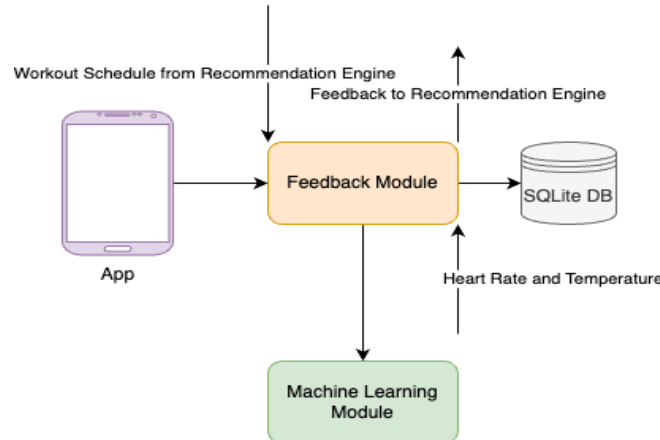 Workout Schedule from Recommendation Engine
Feedback to Recommendation Engine
Feedback Module
SQLite DB
App
Heart Rate and Temperature
Machine Learning
Module